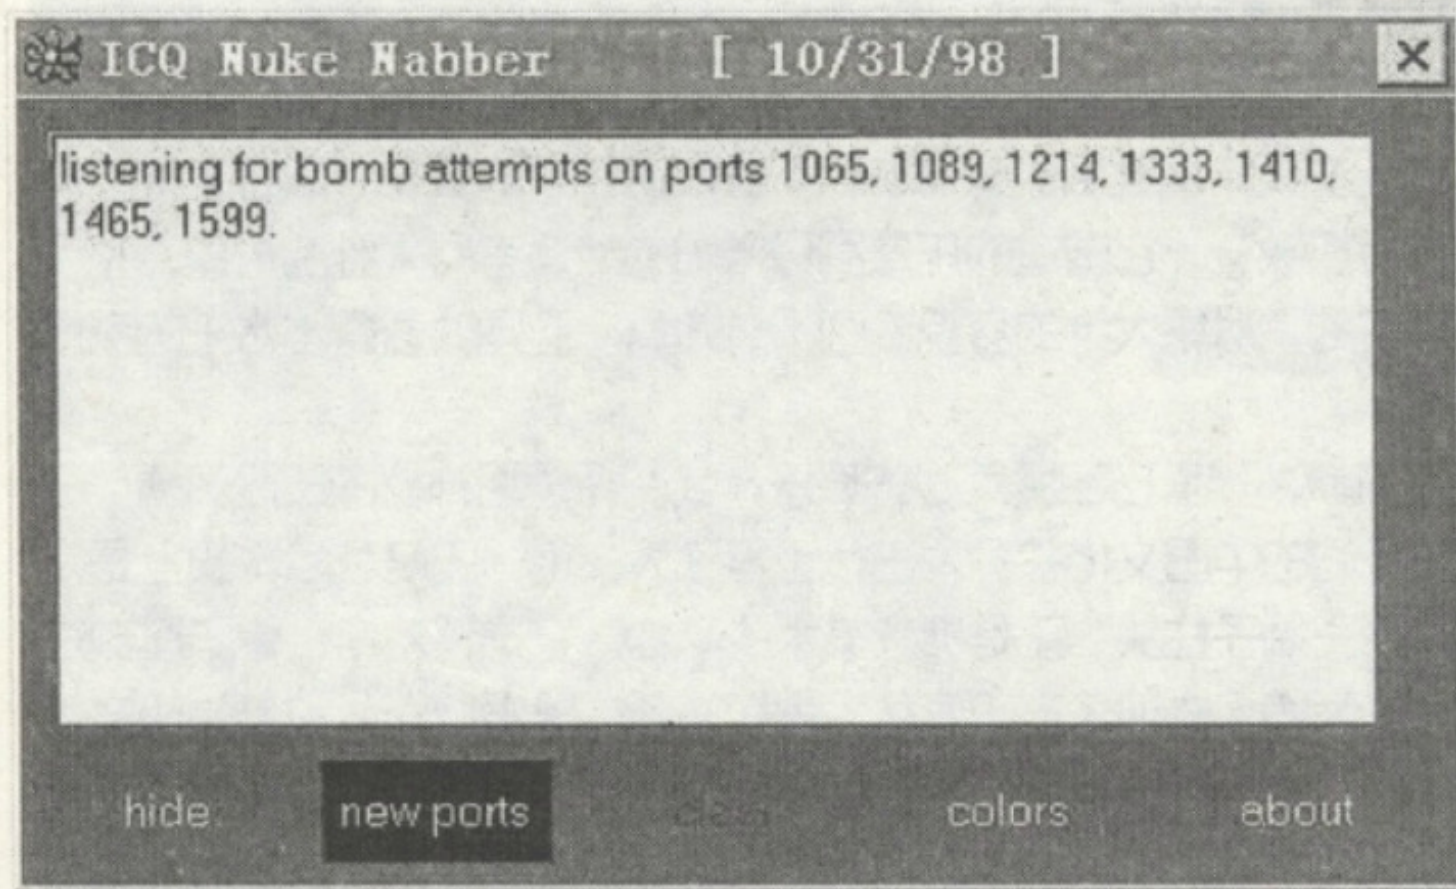 ICQ Nuke Nabber [ 10/31/98 ]
listening for bomb attempts on ports 1065, 1089, 1214, 1333, 1410,
1465, 1599.
hide new ports clear colors about